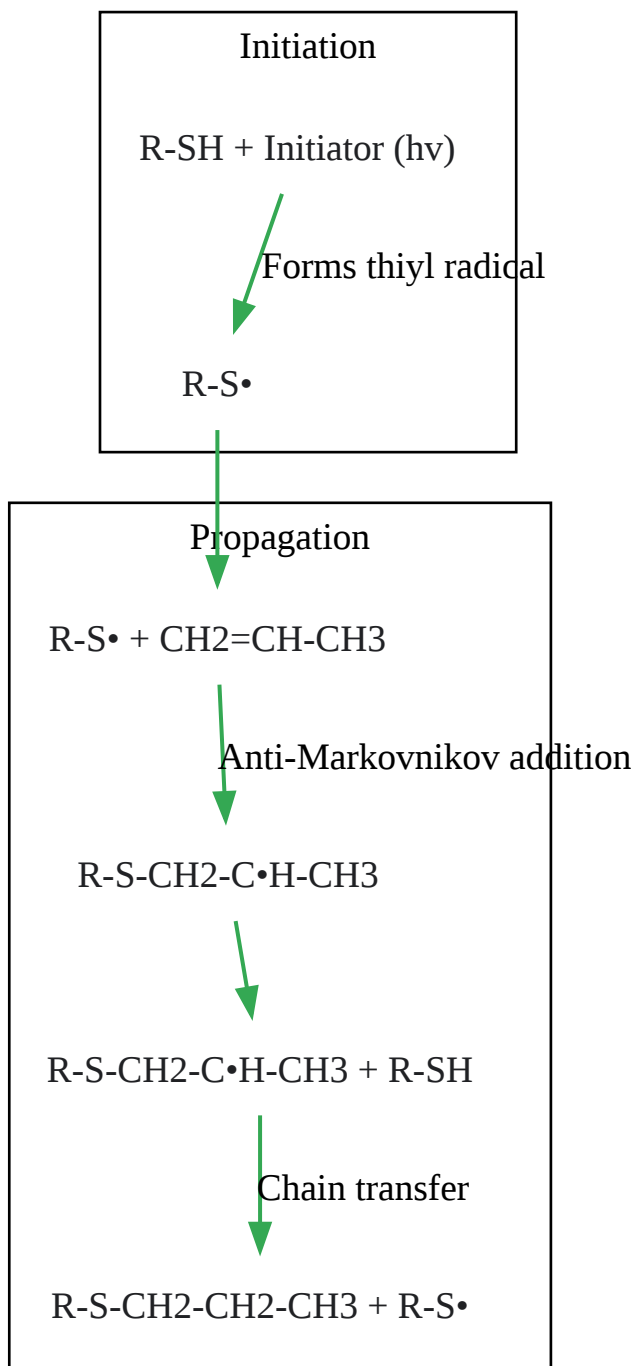 Initiation
R-SH + Initiator (hv)
Forms thiyl radical
R-S•
Propagation
R-S• + CH2=CH-CH3
Anti-Markovnikov addition
R-S-CH2-C•H-CH3
R-S-CH2-C•H-CH3 + R-SH
Chain transfer
R-S-CH2-CH2-CH3 + R-S•